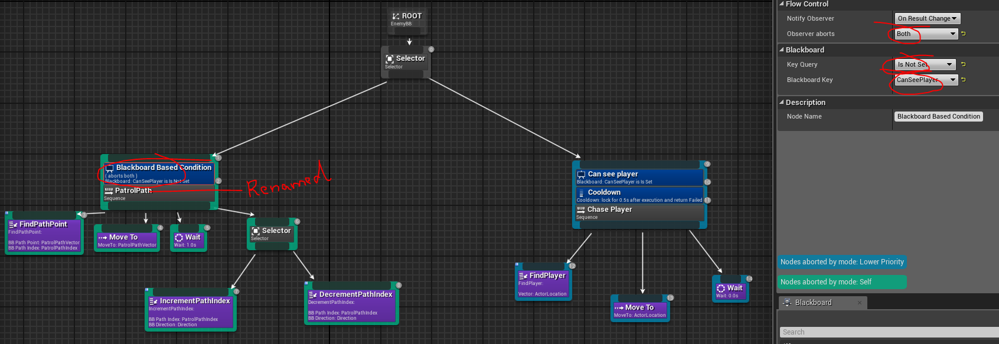 ROOT
EnemyBB
0
Selector
Selector
1
Blackboard Based Condition
( aborts both )
Blackboard: CanSeePlayer is Is Not Set
2
PatrolPath
Sequence
Renamed
3
FindPathPoint
FindPathPoint:
BB Path Point: PatrolPathVector
BB Path Index: PatrolPathIndex
4
Move To
MoveTo: PatrolPathVector
5
Wait
Wait: 1.0s
6
Selector
Selector
7
IncrementPathIndex
IncrementPathIndex:
BB Path Index: PatrolPathIndex
BB Direction: Direction
8
DecrementPathIndex
DecrementPathIndex:
BB Path Index: PatrolPathIndex
BB Direction: Direction
9
Can see player
Blackboard: CanSeePlayer is Is Set
10
Cooldown
Cooldown: lock for 0.5s after execution and return Failed
11
Chase Player
Sequence
12
FindPlayer
FindPlayer:
Vector: ActorLocation
13
Move To
MoveTo: ActorLocation
14
Wait
Wait: 0.0s
Flow Control
Notify Observer On Result Change
Observer aborts Both
Blackboard
Key Query Is Not Set
Blackboard Key CanSeePlayer
Description
Node Name Blackboard Based Condition
Nodes aborted by mode: Lower Priority
Nodes aborted by mode: Self
Blackboard
Search